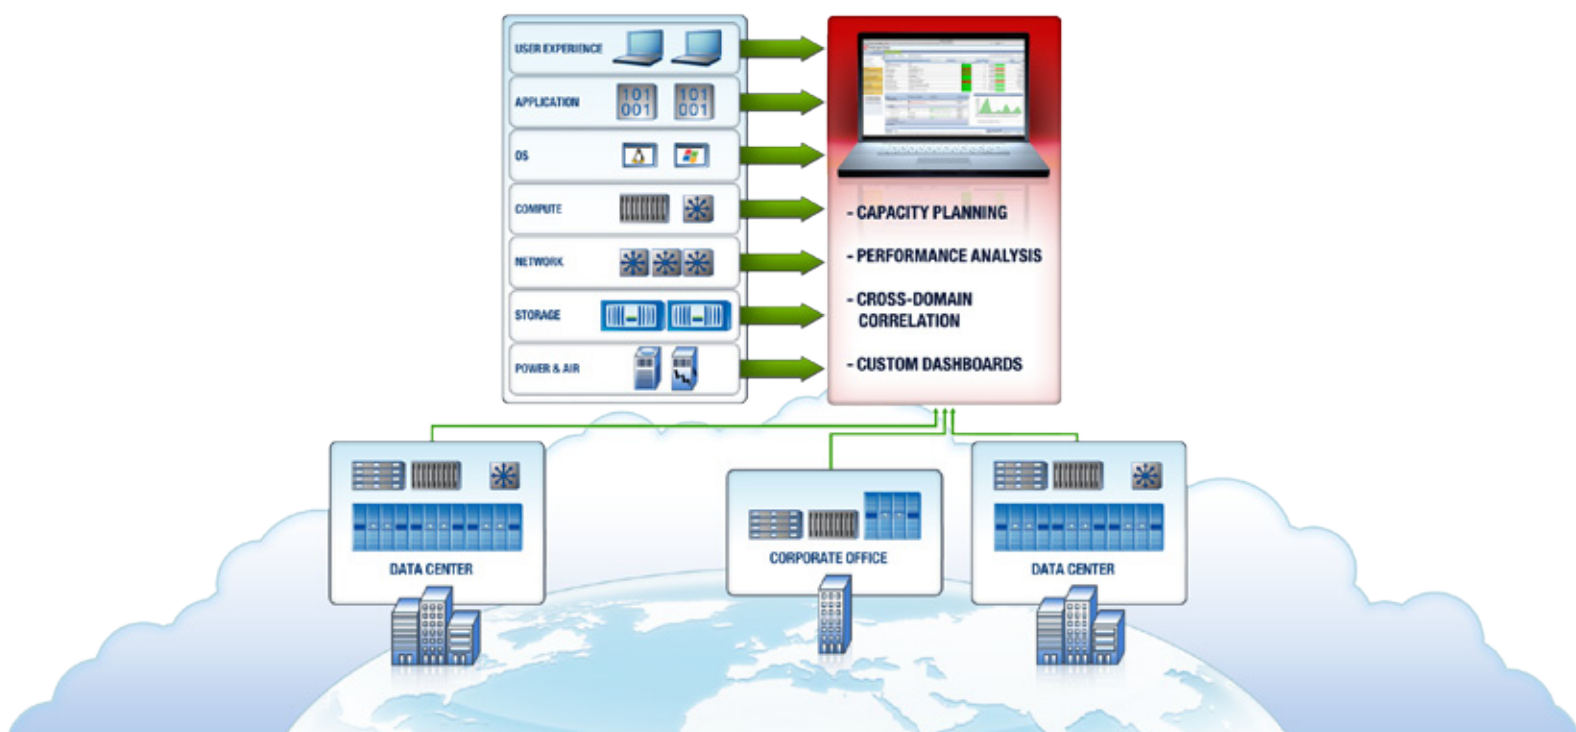 USER EXPERIENCE
101 101
001 001
APPLICATION
OS
COMPUTE
NETWORK
STORAGE
POWER & AIR
- CAPACITY PLANNING
- PERFORMANCE ANALYSIS
- CROSS-DOMAIN
CORRELATION
- CUSTOM DASHBOARDS
DATA CENTER
CORPORATE OFFICE
DATA CENTER